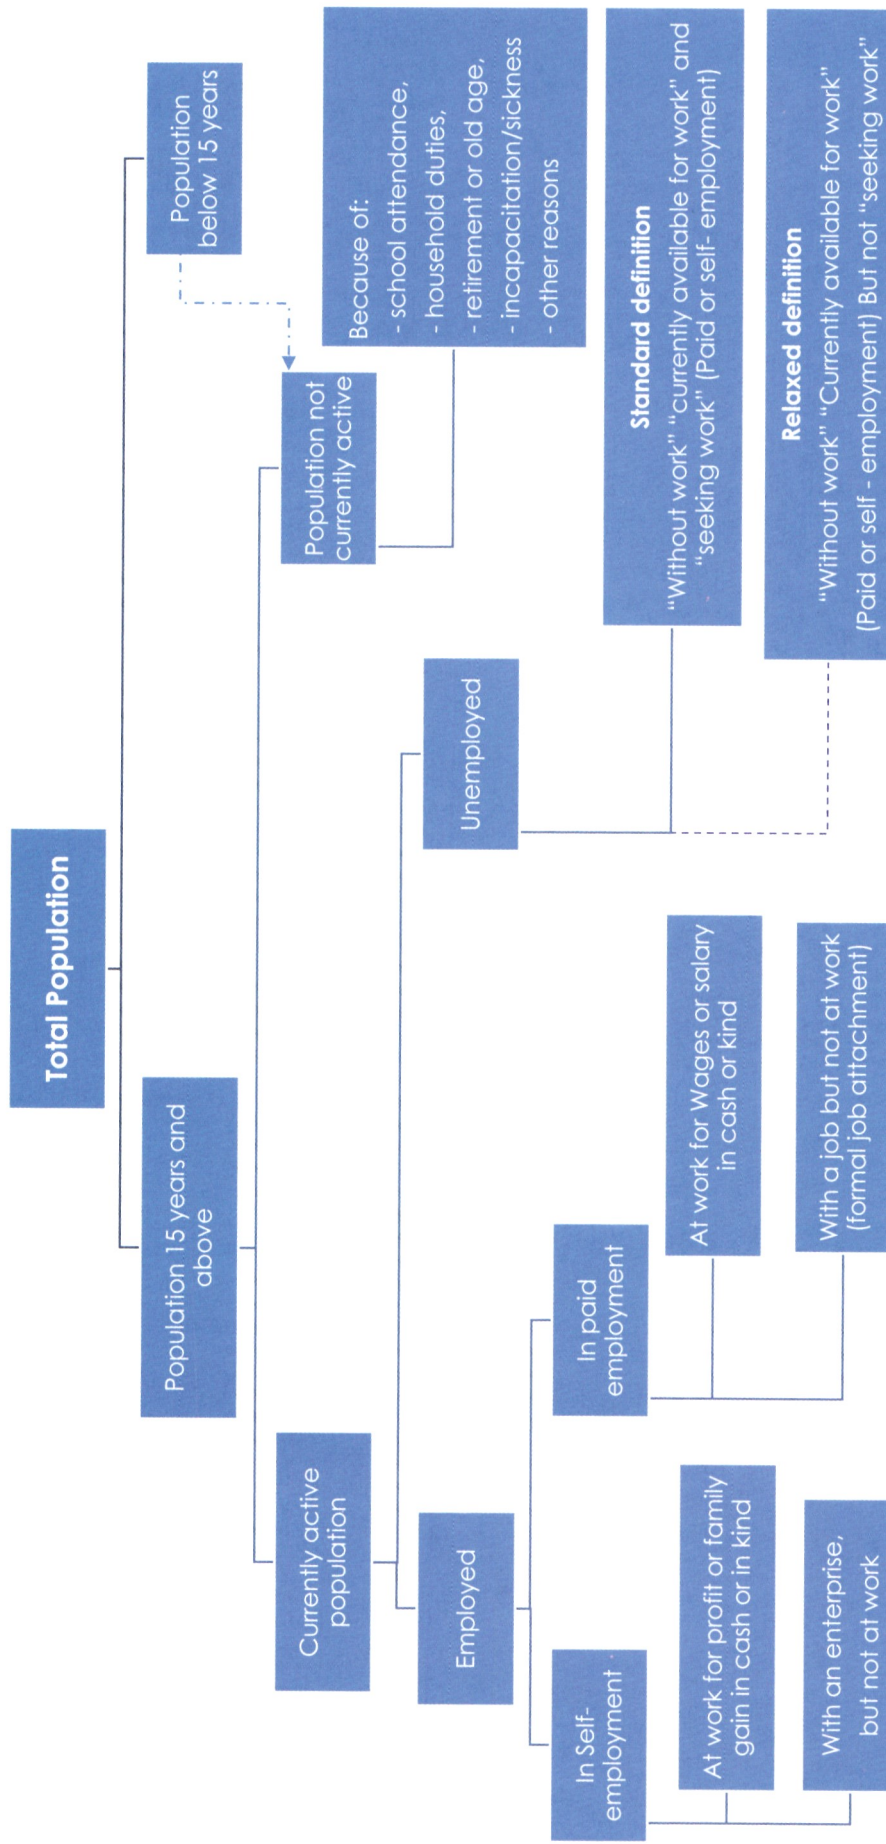 Total Population
Population 15 years and
above
Population
below 15 years
Currently active
population
Population not
currently active
Because of:
- school attendance,
- household duties,
- retirement or old age,
- incapacitation/sickness
- other reasons
Employed
Unemployed
In Self-
employment
In paid
employment
Standard definition
"Without work" "currently available for work" and
"seeking work" (Paid or self- employment)
At work for profit or family
gain in cash or in kind
At work for Wages or salary
in cash or kind
Relaxed definition
"Without work" "Currently available for work"
(Paid or self - employment) But not "seeking work"
With an enterprise,
but not at work
With a job but not at work
(formal job attachment)